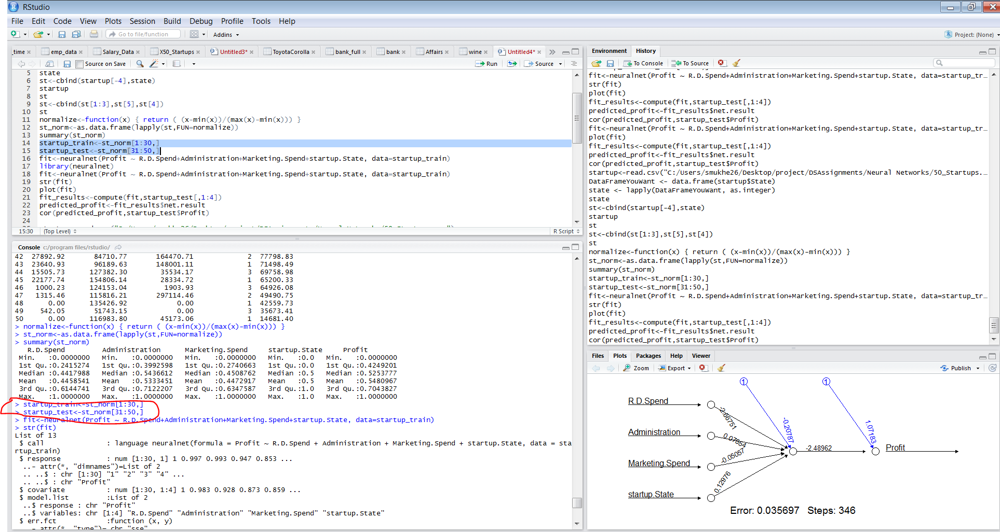 RStudio
File Edit Code View Plots Session Build Debug Profile Tools Help
Go to file/function Addins Project: (None)
_time emp_data Salary_Data X50_Startups Untitled3* ToyotaCorolla bank_full bank Affairs wine Untitled4*
Source on Save Run Source
5 state
6 st<-cbind(startup[-4],state)
7 startup
8 st
9 st<-cbind(st[1:3],st[5],st[4])
10 st
11 normalize<-function(x) { return ( (x-min(x))/(max(x)-min(x))) }
12 st_norm<-as.data.frame(lapply(st,FUN=normalize))
13 summary(st_norm)
14 startup_train<-st_norm[1:30,]
15 startup_test<-st_norm[31:50,]
16 fit<-neuralnet(Profit ~ R.D.Spend+Administration+Marketing.Spend+startup.State, data=startup_train)
17 library(neuralnet)
18 fit<-neuralnet(Profit ~ R.D.Spend+Administration+Marketing.Spend+startup.State, data=startup_train)
19 str(fit)
20 plot(fit)
21 fit_results<-compute(fit,startup_test[,1:4])
22 predicted_profit<-fit_results$net.result
23 cor(predicted_profit,startup_test$Profit)
24
15:30 (Top Level) R Script
Console c:/program files/rstudio/
42 27892.92 84710.77 164470.71 2 77798.83
43 23640.93 96189.63 148001.11 1 71498.49
44 15505.73 127382.30 35534.17 3 69758.98
45 22177.74 154806.14 28334.72 1 65200.33
46 1000.23 124153.04 1903.93 3 64926.08
47 1315.46 115816.21 297114.46 2 49490.75
48 0.00 135426.92 0.00 1 42559.73
49 542.05 51743.15 0.00 3 35673.41
50 0.00 116983.80 45173.06 1 14681.40
> normalize<-function(x) { return ( (x-min(x))/(max(x)-min(x))) }
> st_norm<-as.data.frame(lapply(st,FUN=normalize))
> summary(st_norm)
R.D.Spend Administration Marketing.Spend startup.State Profit
Min. :0.0000000 Min. :0.0000000 Min. :0.0000000 Min. :0.0 Min. :0.0000000
1st Qu.:0.2415274 1st Qu.:0.3992598 1st Qu.:0.2740663 1st Qu.:0.0 1st Qu.:0.4249201
Median :0.4417988 Median :0.5436612 Median :0.4508762 Median :0.5 Median :0.5253777
Mean :0.4458541 Mean :0.5333451 Mean :0.4472917 Mean :0.5 Mean :0.5480967
3rd Qu.:0.6144741 3rd Qu.:0.7122207 3rd Qu.:0.6347587 3rd Qu.:1.0 3rd Qu.:0.7043827
Max. :1.0000000 Max. :1.0000000 Max. :1.0000000 Max. :1.0 Max. :1.0000000
> startup_train<-st_norm[1:30,]
> startup_test<-st_norm[31:50,]
> fit<-neuralnet(Profit ~ R.D.Spend+Administration+Marketing.Spend+startup.State, data=startup_train)
> str(fit)
List of 13
$ call : language neuralnet(formula = Profit ~ R.D.Spend + Administration + Marketing.Spend + startup.State, data = sta
rtup_train)
$ response : num [1:30, 1] 1 0.997 0.993 0.947 0.853 ...
..- attr(*, "dimnames")=List of 2
.. ..$ : chr [1:30] "1" "2" "3" "4" ...
.. ..$ : chr "Profit"
$ covariate : num [1:30, 1:4] 1 0.983 0.928 0.873 0.859 ...
$ model.list :List of 2
..$ response : chr "Profit"
..$ variables: chr [1:4] "R.D.Spend" "Administration" "Marketing.Spend" "startup.State"
$ err.fct :function (x, y)
..- attr(*, "type")= chr "sse"
Environment History
To Console To Source
fit<-neuralnet(Profit ~ R.D.Spend+Administration+Marketing.Spend+startup.State, data=startup_tr...
str(fit)
plot(fit)
fit_results<-compute(fit,startup_test[,1:4])
predicted_profit<-fit_results$net.result
cor(predicted_profit,startup_test$Profit)
fit<-neuralnet(Profit ~ R.D.Spend+Administration+Marketing.Spend+startup.State, data=startup_tr...
plot(fit)
fit_results<-compute(fit,startup_test[,1:4])
predicted_profit<-fit_results$net.result
cor(predicted_profit,startup_test$Profit)
startup<-read.csv("C:/Users/smukhe26/Desktop/project/DSAssignments/Neural Networks/50_Startups....
DataFrameYouWant <- data.frame(startup$State)
state <- lapply(DataFrameYouWant, as.integer)
state
st<-cbind(startup[-4],state)
startup
st
st<-cbind(st[1:3],st[5],st[4])
st
normalize<-function(x) { return ( (x-min(x))/(max(x)-min(x))) }
st_norm<-as.data.frame(lapply(st,FUN=normalize))
summary(st_norm)
startup_train<-st_norm[1:30,]
startup_test<-st_norm[31:50,]
fit<-neuralnet(Profit ~ R.D.Spend+Administration+Marketing.Spend+startup.State, data=startup_tr...
str(fit)
plot(fit)
fit_results<-compute(fit,startup_test[,1:4])
predicted_profit<-fit_results$net.result
cor(predicted_profit,startup_test$Profit)
Files Plots Packages Help Viewer
Zoom Export Publish
1 1
R.D.Spend
-2.66751
-0.20787
1.07183
Administration
0.07854
-2.48962
Profit
Marketing.Spend
-0.05057
startup.State
0.12976
Error: 0.035697 Steps: 346